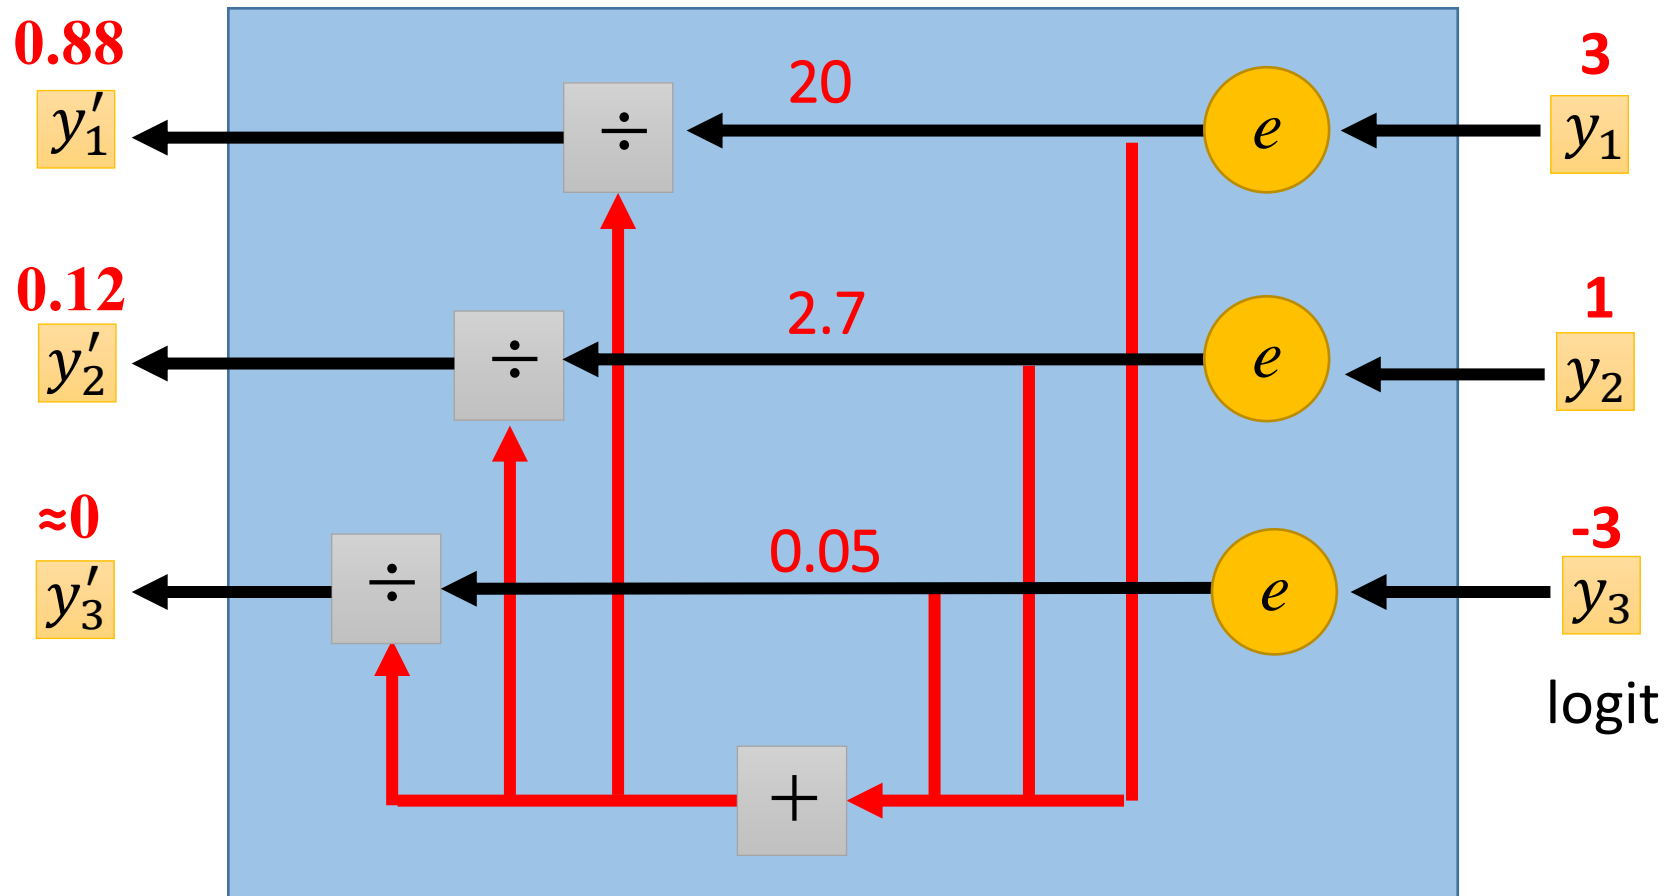 0.88
20
3
y′₁
÷
e
y₁
0.12
2.7
1
y′₂
÷
e
y₂
≈0
0.05
-3
y′₃
÷
e
y₃
logit
+